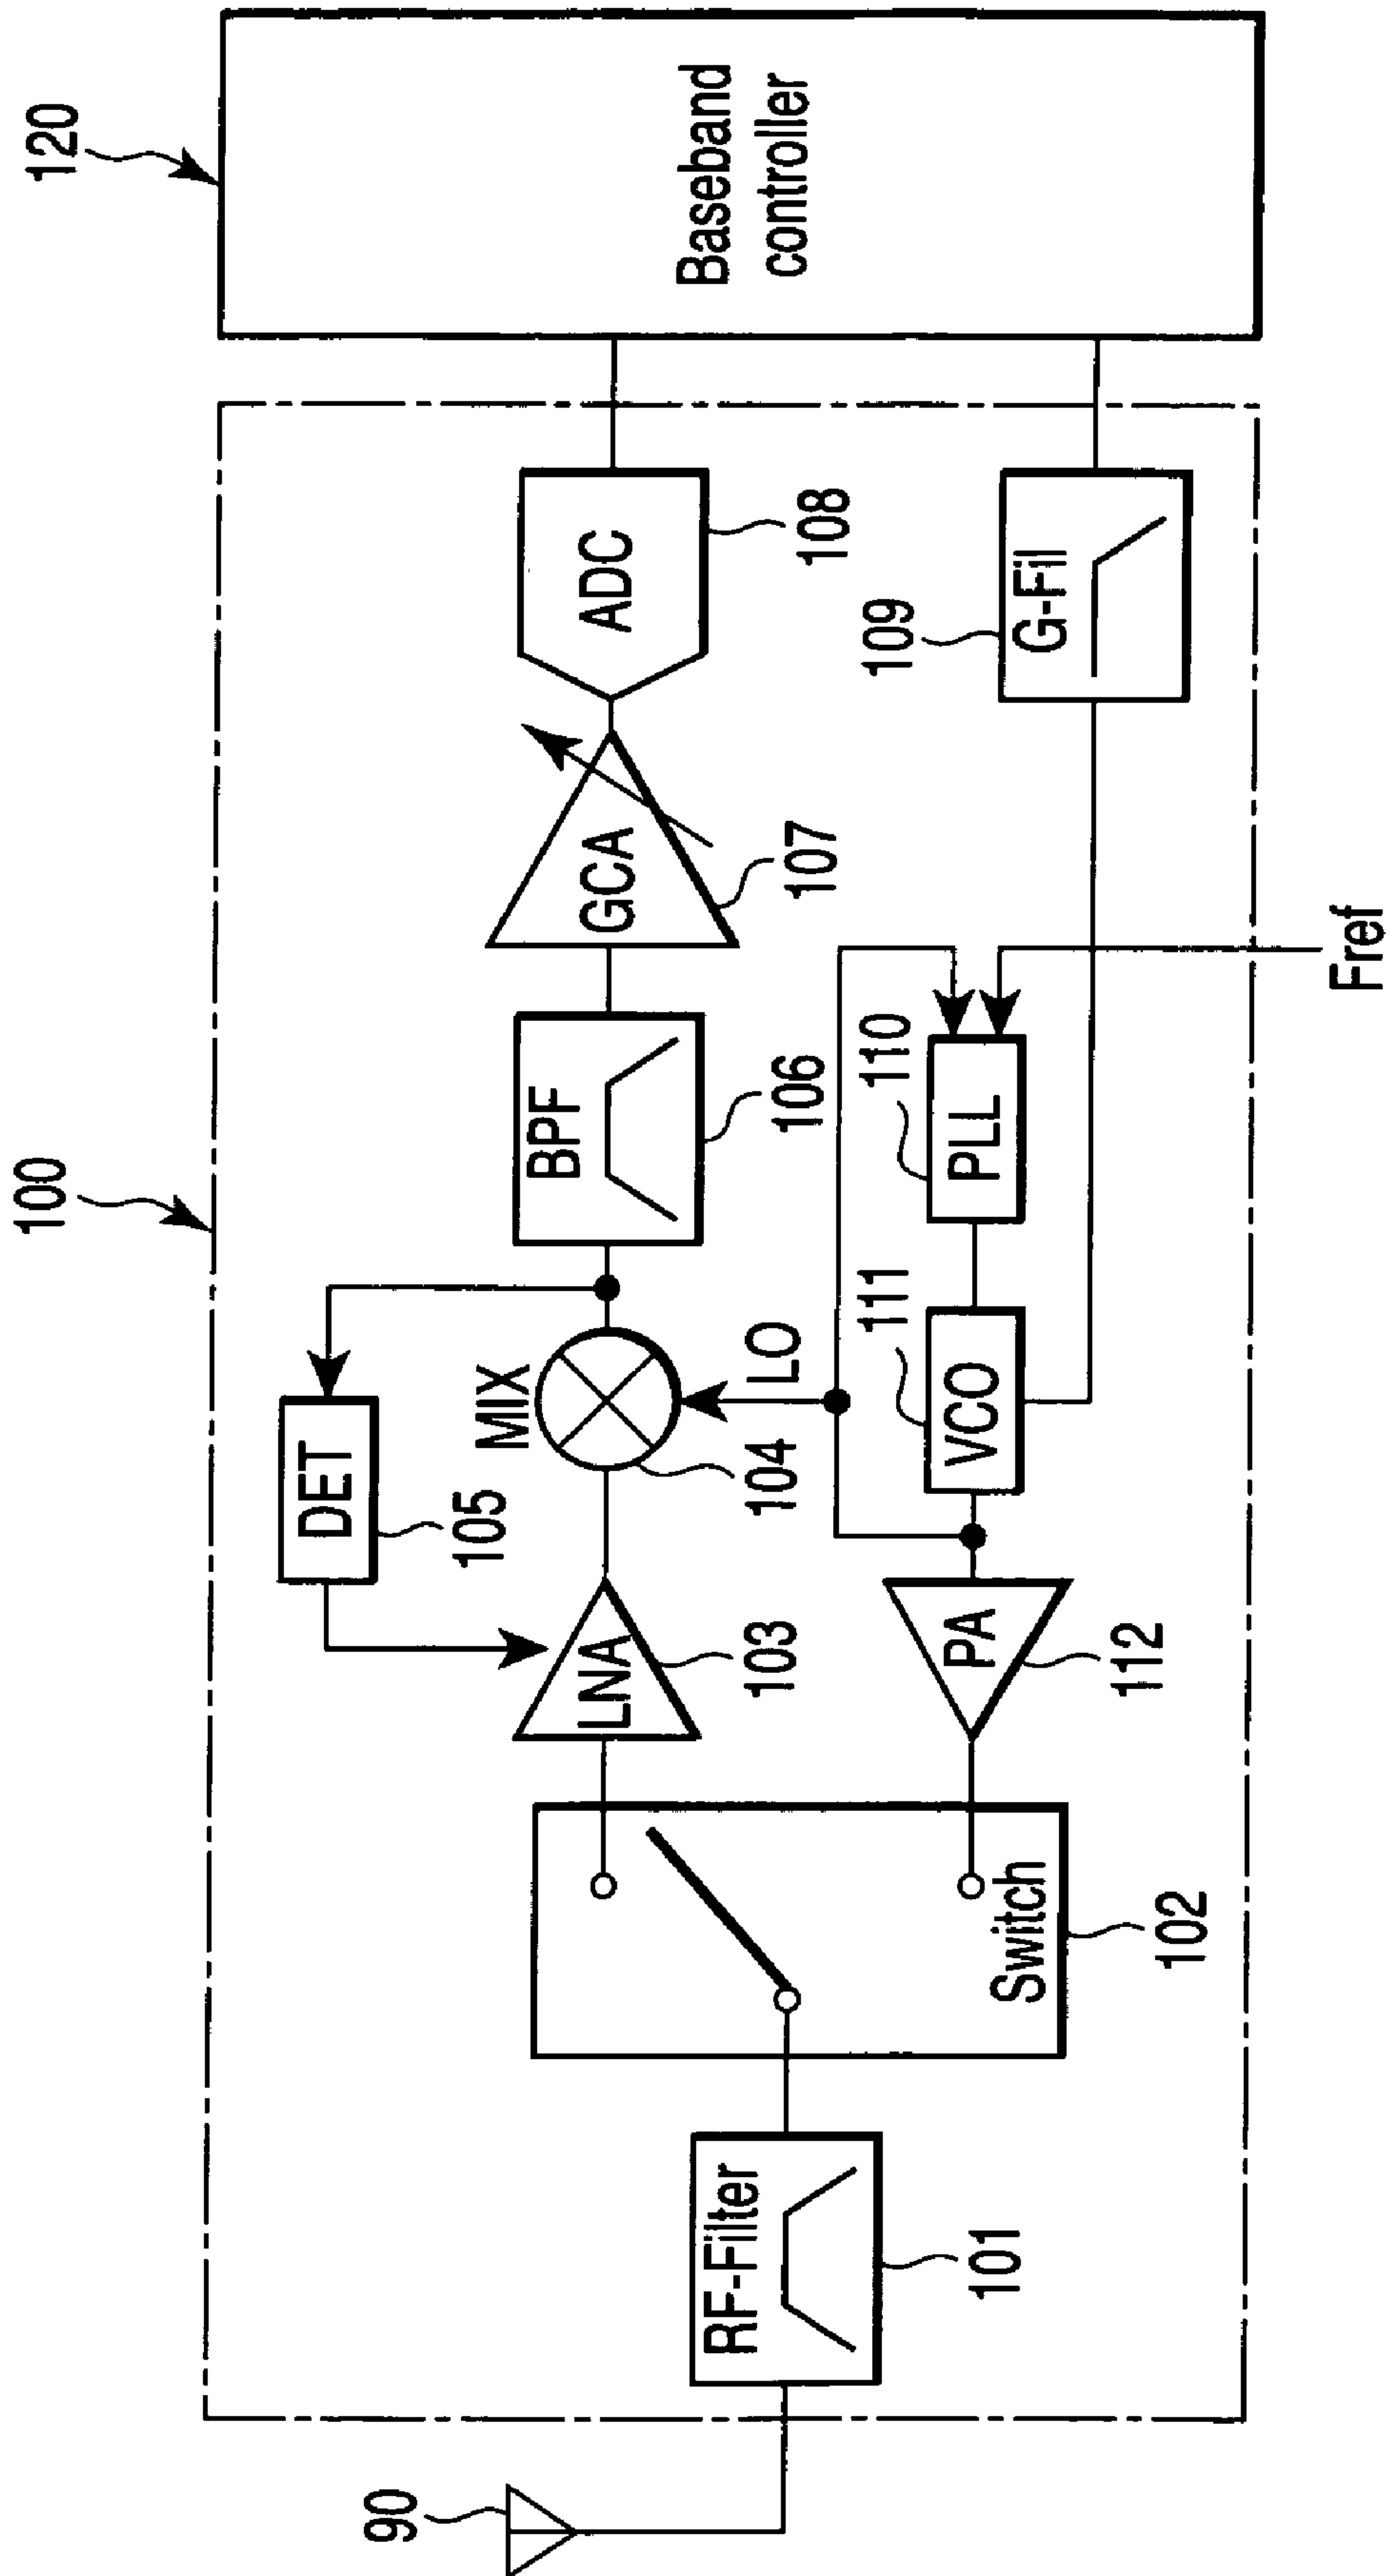 100
120
Baseband
controller
DET
105
MIX
LNA
103
104
LO
BPF
106
GCA
107
ADC
108
90
RF-Filter
101
Switch
102
PA
112
VCO
111
PLL
110
G-Fil
109
Fref